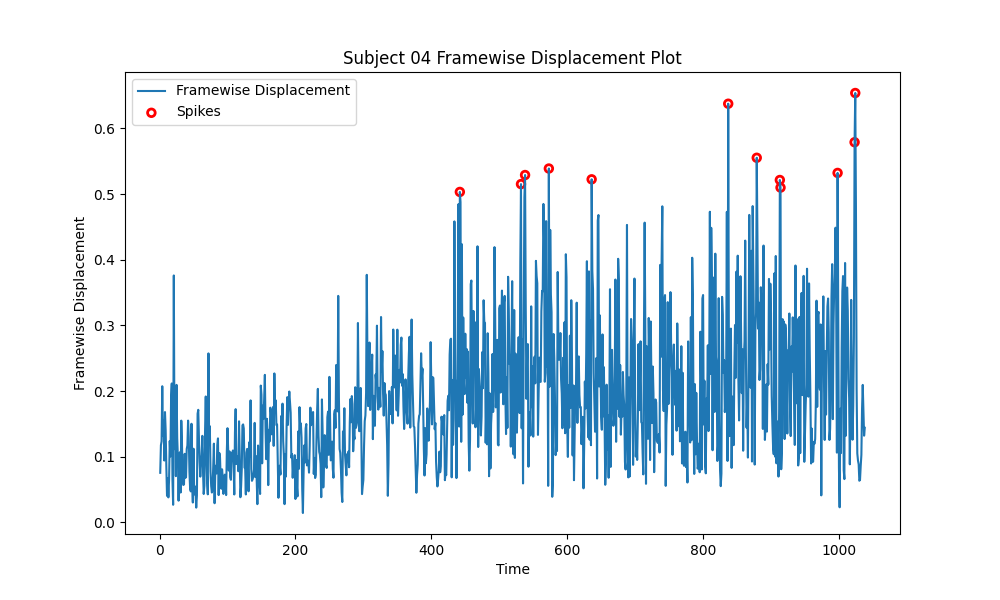 Subject 04 Framewise Displacement Plot
Framewise Displacement
Spikes
Framewise Displacement
0.6
0.5
0.4
0.3
0.2
0.1
0.0
0 200 400 600 800 1000
Time